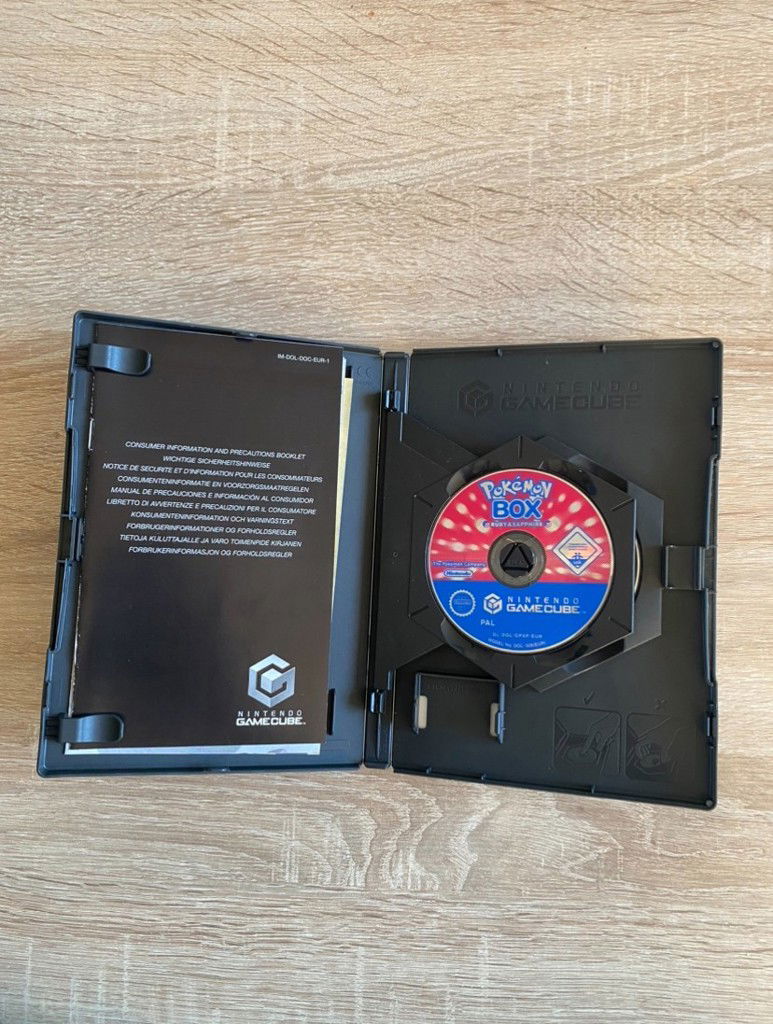 IM-DOL-DOC-EUR-1
CONSUMER INFORMATION AND PRECAUTIONS BOOKLET
WICHTIGE SICHERHEITSHINWEISE
NOTICE DE SECURITE ET D'INFORMATION POUR LES CONSOMMATEURS
CONSUMENTENINFORMATIE EN VOORZORGSMAATREGELEN
MANUAL DE PRECAUCIONES E INFORMACIÓN AL CONSUMIDOR
LIBRETTO DI AVVERTENZE E PRECAUZIONI PER IL CONSUMATORE
KONSUMENTENINFORMATION OCH VARNINGSTEXT
FORBRUGERINFORMATIONER OG FORHOLDSREGLER
TIETOJA KULUTTAJALLE JA VARO TOIMENPIDE KIRJANEN
FORBRUKERINFORMASJON OG FORHOLDSREGLER
NINTENDO
GAMECUBE™
NINTENDO
GAMECUBE
POKéMON
BOX
RUBY & SAPPHIRE
The Pokémon Company
Nintendo
NINTENDO
GAMECUBE™
PAL
DOL-GPXP-EUR